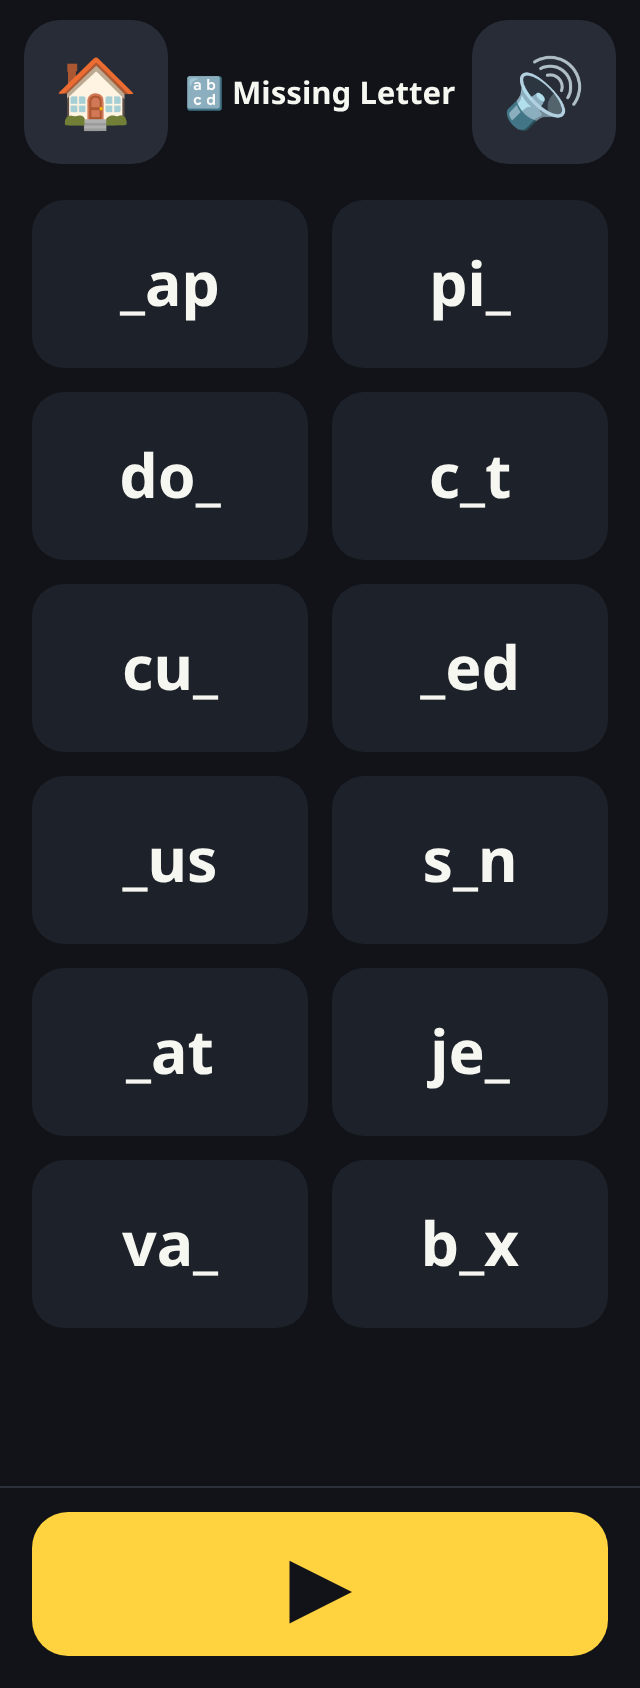 🔡 Missing Letter
_ap
pi_
do_
c_t
cu_
_ed
_us
s_n
_at
je_
va_
b_x